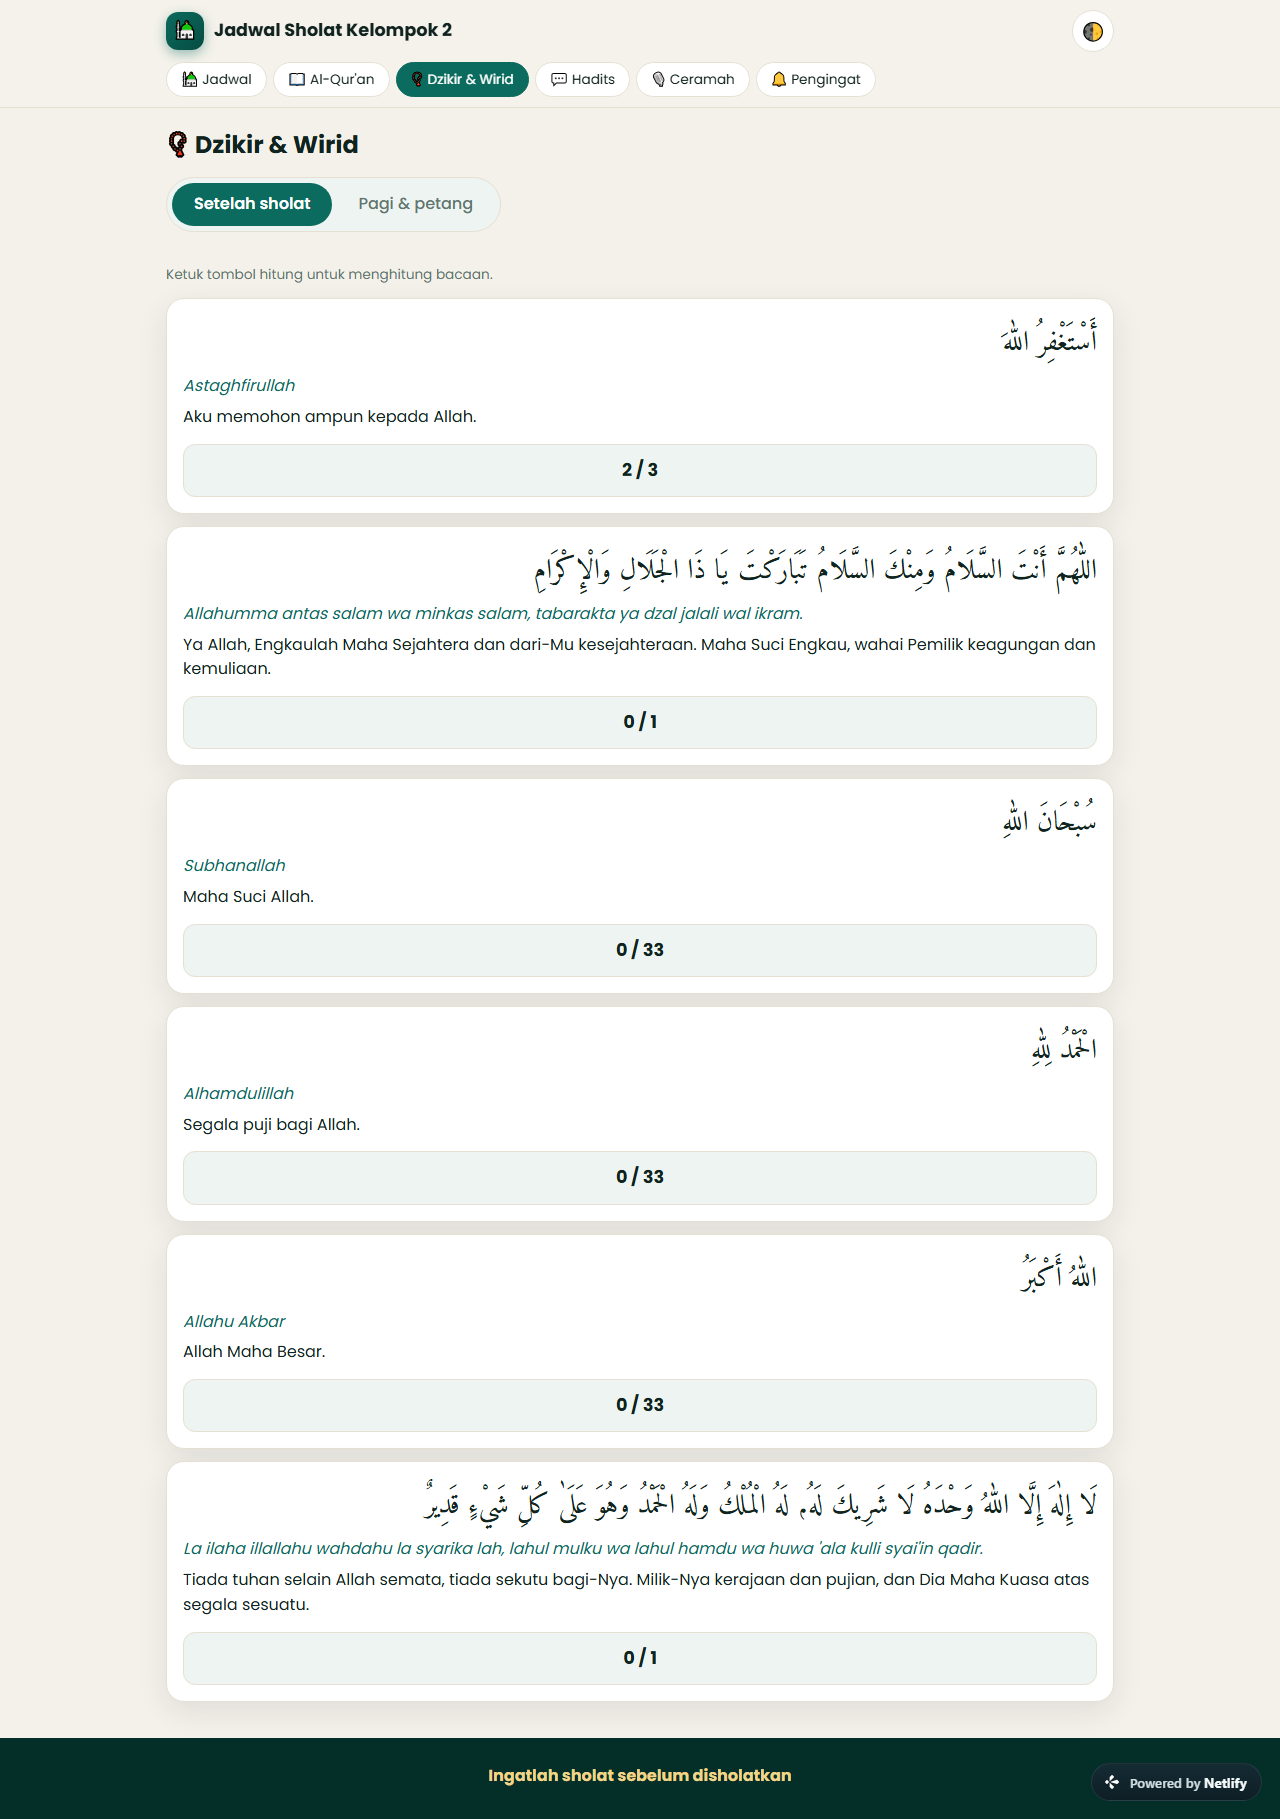 Jadwal Sholat Kelompok 2
Jadwal
Al-Qur'an
Dzikir & Wirid
Hadits
Ceramah
Pengingat
Dzikir & Wirid
Setelah sholat
Pagi & petang
Ketuk tombol hitung untuk menghitung bacaan.
أَسْتَغْفِرُ اللّٰهَ
Astaghfirullah
Aku memohon ampun kepada Allah.
2 / 3
اللّٰهُمَّ أَنْتَ السَّلَامُ وَمِنْكَ السَّلَامُ تَبَارَكْتَ يَا ذَا الْجَلَالِ وَالْإِكْرَامِ
Allahumma antas salam wa minkas salam, tabarakta ya dzal jalali wal ikram.
Ya Allah, Engkaulah Maha Sejahtera dan dari-Mu kesejahteraan. Maha Suci Engkau, wahai Pemilik keagungan dan
kemuliaan.
0 / 1
سُبْحَانَ اللّٰهِ
Subhanallah
Maha Suci Allah.
0 / 33
الْحَمْدُ لِلّٰهِ
Alhamdulillah
Segala puji bagi Allah.
0 / 33
اللّٰهُ أَكْبَرُ
Allahu Akbar
Allah Maha Besar.
0 / 33
لَا إِلٰهَ إِلَّا اللّٰهُ وَحْدَهُ لَا شَرِيكَ لَهُ، لَهُ الْمُلْكُ وَلَهُ الْحَمْدُ وَهُوَ عَلَىٰ كُلِّ شَيْءٍ قَدِيرٌ
La ilaha illallahu wahdahu la syarika lah, lahul mulku wa lahul hamdu wa huwa 'ala kulli syai'in qadir.
Tiada tuhan selain Allah semata, tiada sekutu bagi-Nya. Milik-Nya kerajaan dan pujian, dan Dia Maha Kuasa atas
segala sesuatu.
0 / 1
Ingatlah sholat sebelum disholatkan
Powered by Netlify